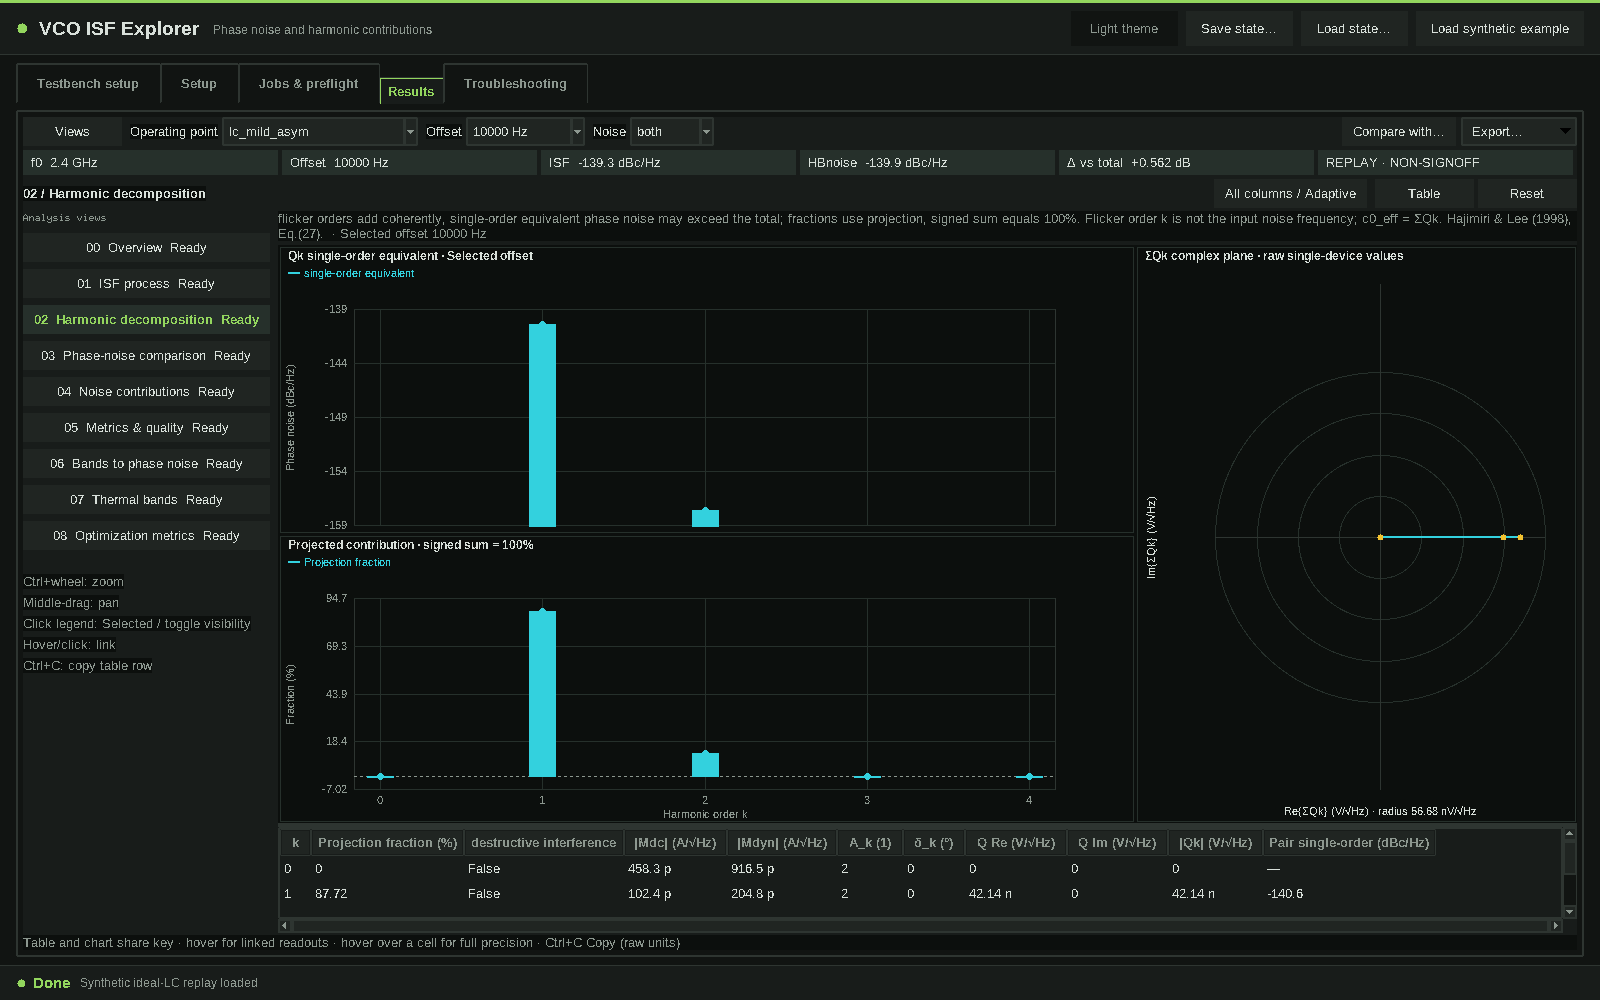 VCO ISF Explorer
Phase noise and harmonic contributions
Light theme
Save state...
Load state...
Load synthetic example
Testbench setup
Setup
Jobs & preflight
Results
Troubleshooting
Views
Operating point
lc_mild_asym
Offset
10000 Hz
Noise
both
Compare with...
Export...
f0 2.4 GHz
Offset 10000 Hz
ISF -139.3 dBc/Hz
HBnoise -139.9 dBc/Hz
Δ vs total +0.562 dB
REPLAY · NON-SIGNOFF
02 / Harmonic decomposition
All columns / Adaptive
Table
Reset
Analysis views
00 Overview Ready
01 ISF process Ready
02 Harmonic decomposition Ready
03 Phase-noise comparison Ready
04 Noise contributions Ready
05 Metrics & quality Ready
06 Bands to phase noise Ready
07 Thermal bands Ready
08 Optimization metrics Ready
Ctrl+wheel: zoom
Middle-drag: pan
Click legend: Selected / toggle visibility
Hover/click: link
Ctrl+C: copy table row
flicker orders add coherently, single-order equivalent phase noise may exceed the total; fractions use projection, signed sum equals 100%. Flicker order k is not the input noise frequency; c0_eff = ΣQk. Hajimiri & Lee (1998),
Eq.(27). · Selected offset 10000 Hz
Qk single-order equivalent · Selected offset
single-order equivalent
-139
-144
-149
-154
-159
Phase noise (dBc/Hz)
Projected contribution · signed sum = 100%
Projection fraction
94.7
69.3
43.9
18.4
-7.02
Fraction (%)
0 1 2 3 4
Harmonic order k
ΣQk complex plane · raw single-device values
Im{ΣQk} (V/√Hz)
Re{ΣQk} (V/√Hz) · radius 56.68 nV/√Hz
k Projection fraction (%) destructive interference |Mdc| (A/√Hz) |Mdyn| (A/√Hz) A_k (1) δ_k (°) Q Re (V/√Hz) Q Im (V/√Hz) |Qk| (V/√Hz) Pair single-order (dBc/Hz)
0 0 False 458.3 p 916.5 p 2 0 0 0 0 —
1 87.72 False 102.4 p 204.8 p 2 0 42.14 n 0 42.14 n -140.6
Table and chart share key · hover for linked readouts · hover over a cell for full precision · Ctrl+C Copy (raw units)
Done
Synthetic ideal-LC replay loaded